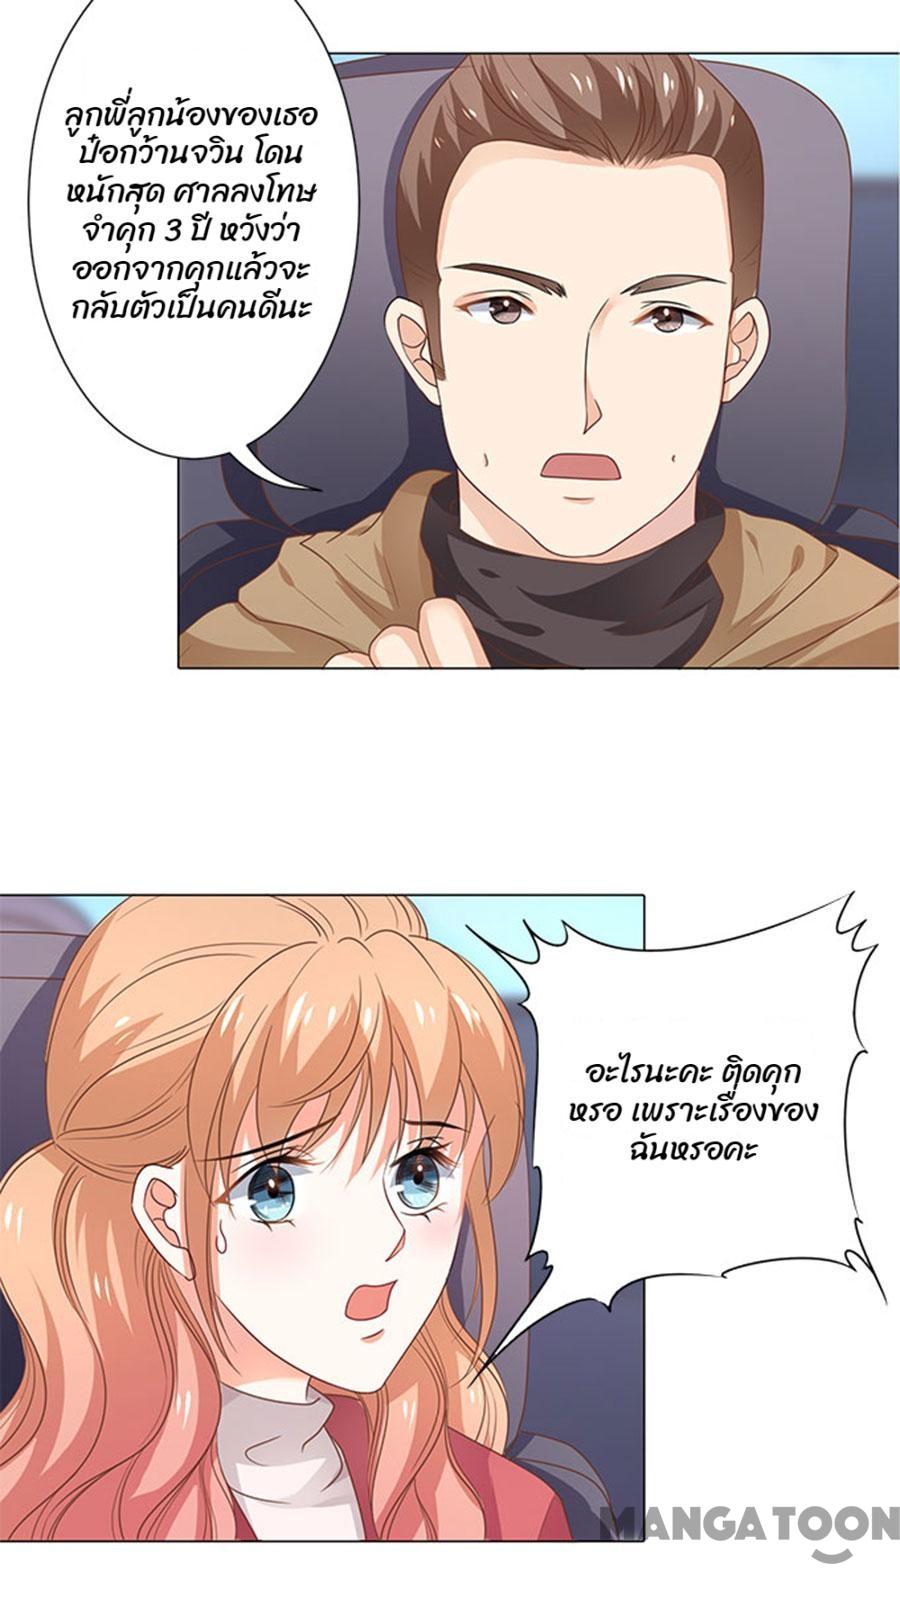 ลูกพี่ลูกน้องของเธอ
ป๋อกว้านจวิน โดน
หนักสุด ศาลลงโทษ
จำคุก 3 ปี หวังว่า
ออกจากคุกแล้วจะ
กลับตัวเป็นคนดีนะ
อะไรนะคะ ติดคุก
หรอ เพราะเรื่องของ
ฉันหรอคะ
MANGATOON